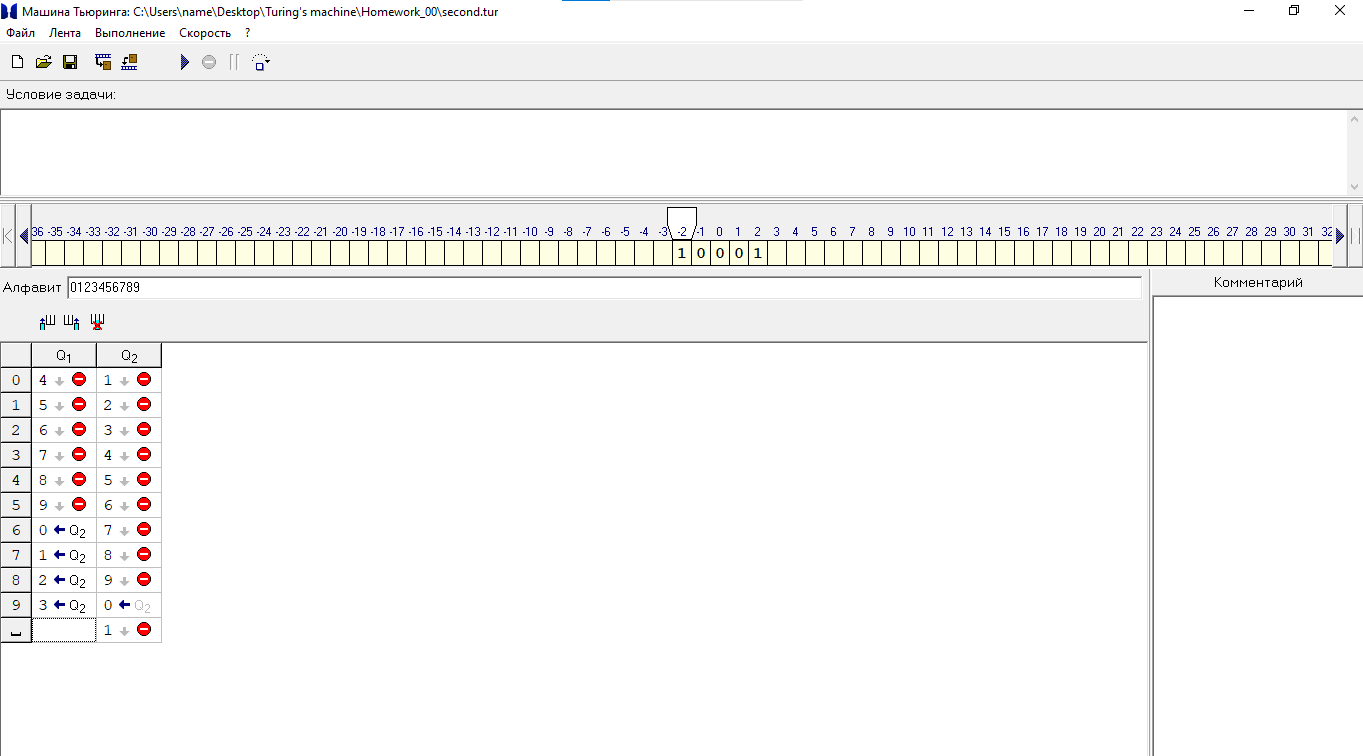 Машина Тьюринга: C:\Users\name\Desktop\Turing's machine\Homework_00\second.tur
Файл Лента Выполнение Скорость ?
Условие задачи:
36 -35 -34 -33 -32 -31 -30 -29 -28 -27 -26 -25 -24 -23 -22 -21 -20 -19 -18 -17 -16 -15 -14 -13 -12 -11 -10 -9 -8 -7 -6 -5 -4 -3 -2 -1 0 1 2 3 4 5 6 7 8 9 10 11 12 13 14 15 16 17 18 19 20 21 22 23 24 25 26 27 28 29 30 31 32
1 0 0 0 1
Алфавит 0123456789
Комментарий
Q1 Q2
0 4 1
1 5 2
2 6 3
3 7 4
4 8 5
5 9 6
6 0 Q2 7
7 1 Q2 8
8 2 Q2 9
9 3 Q2 0 Q2
1